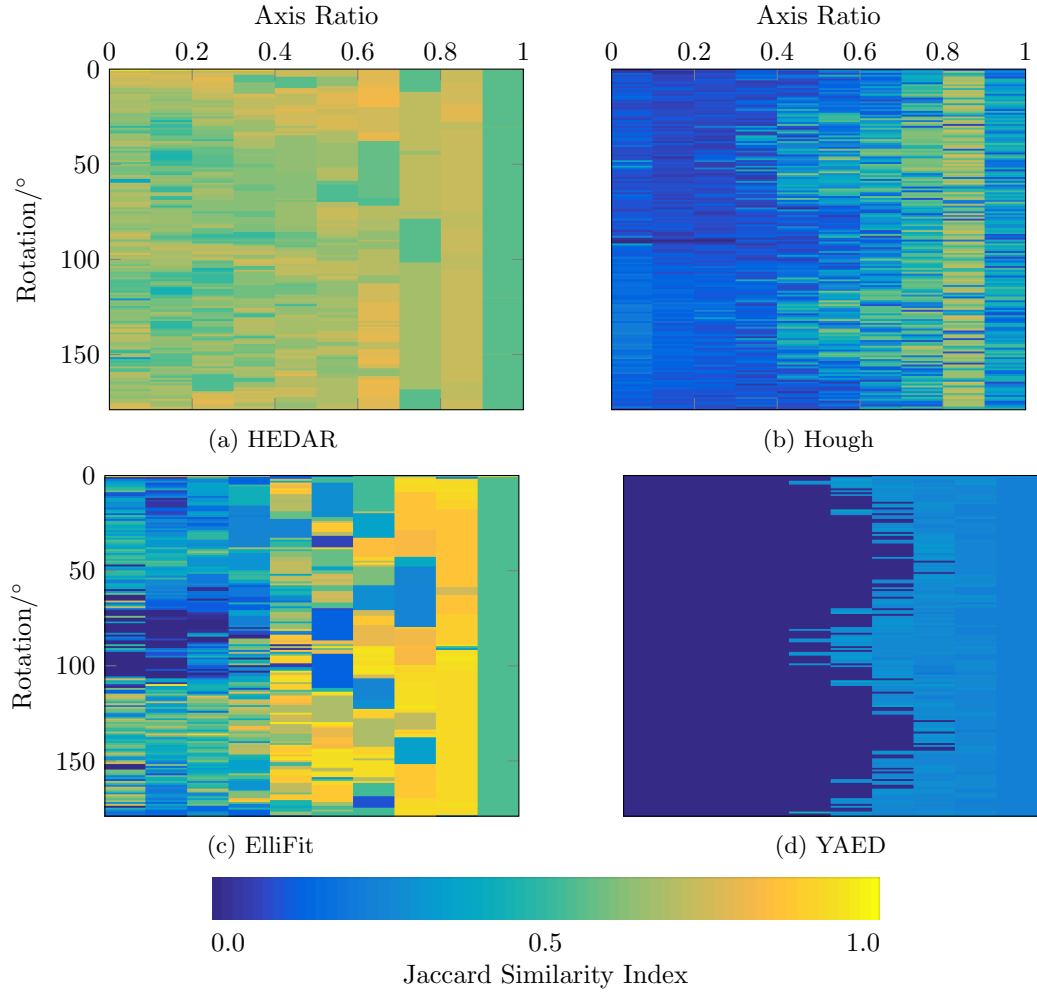 Axis Ratio Axis Ratio
0 0.2 0.4 0.6 0.8 1 0 0.2 0.4 0.6 0.8 1
0
50
100
150
Rotation/°
(a) HEDAR (b) Hough
0
50
100
150
Rotation/°
(c) ElliFit (d) YAED
0.0 0.5 1.0
Jaccard Similarity Index